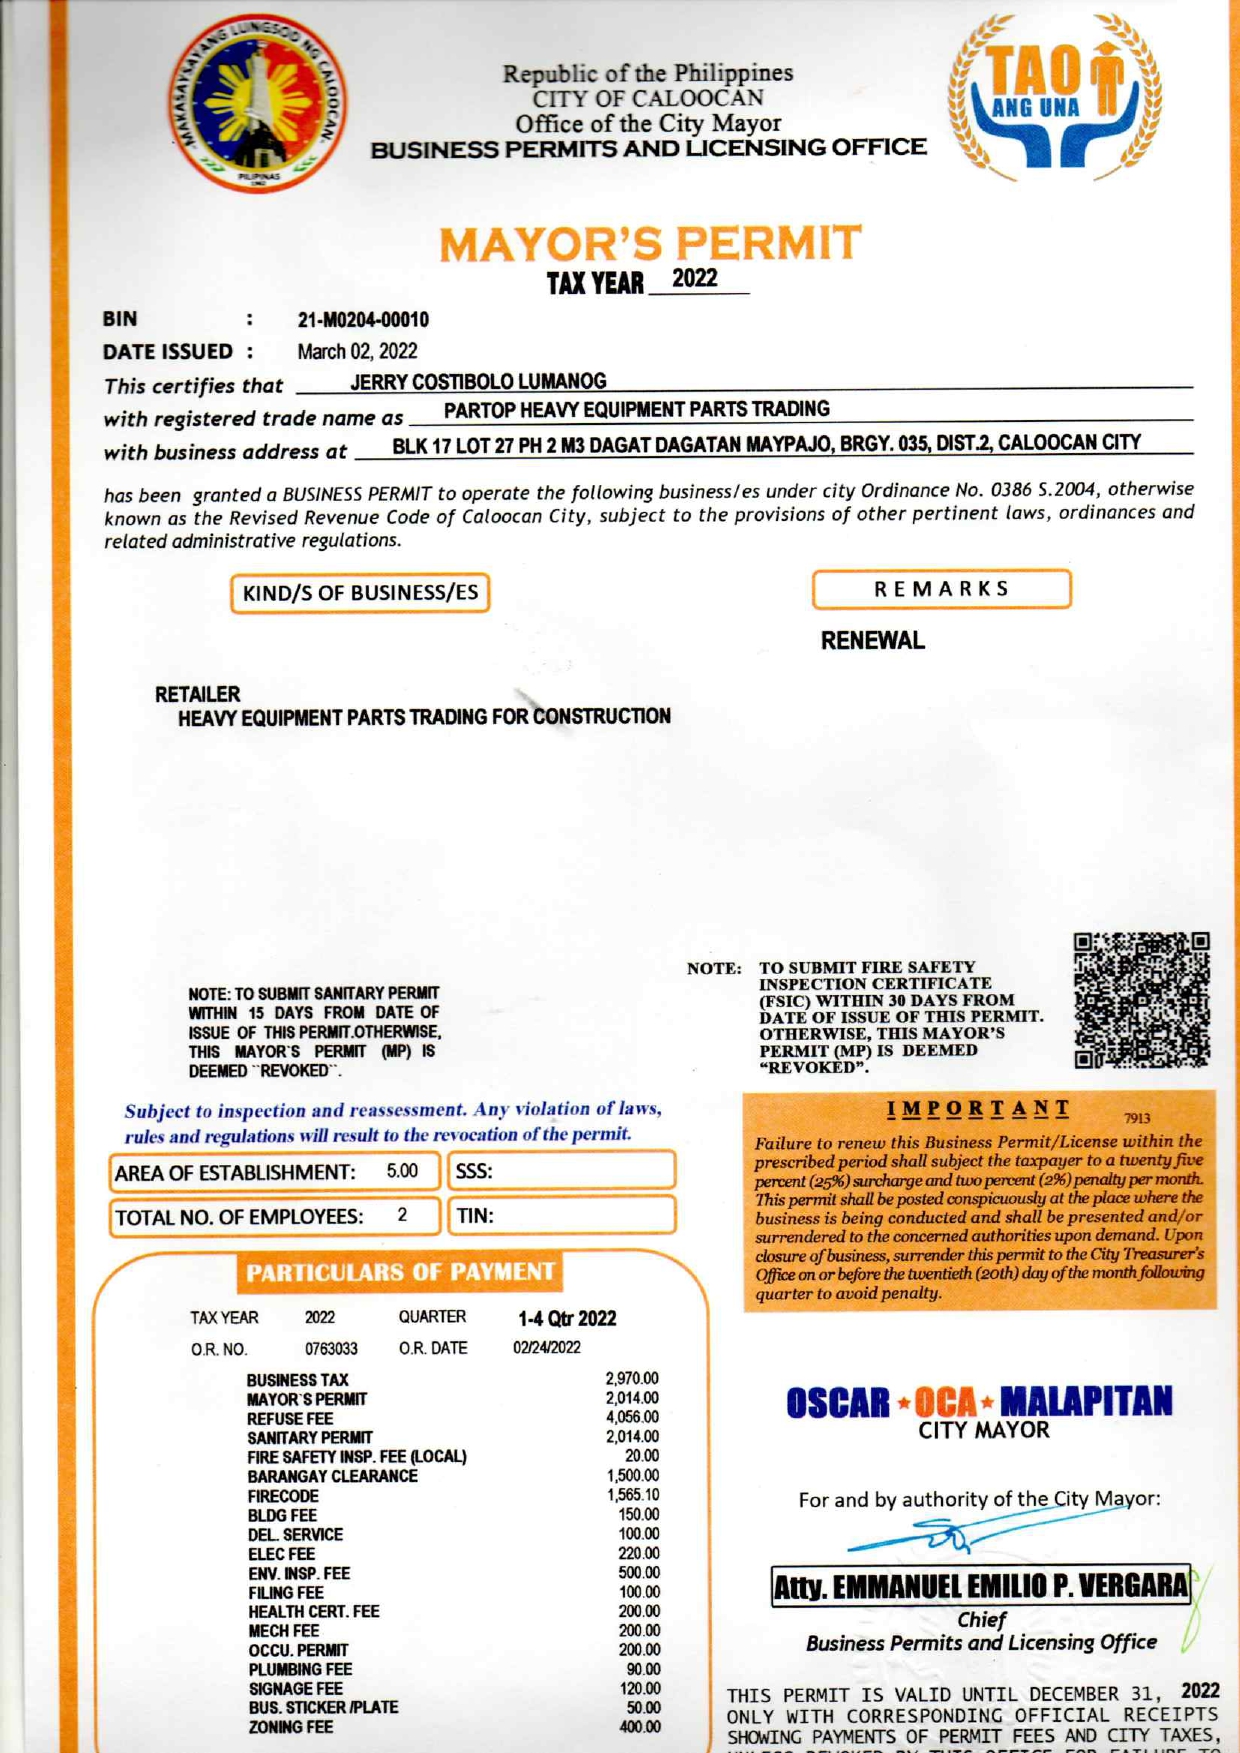 MAKASAYSAYANG LUNGSOD NG CALOOCAN
PILIPINAS
1962
Republic of the Philippines
CITY OF CALOOCAN
Office of the City Mayor
BUSINESS PERMITS AND LICENSING OFFICE
TAO
ANG UNA
MAYOR'S PERMIT
TAX YEAR 2022
BIN : 21-M0204-00010
DATE ISSUED : March 02, 2022
This certifies that JERRY COSTIBOLO LUMANOG
with registered trade name as PARTOP HEAVY EQUIPMENT PARTS TRADING
with business address at BLK 17 LOT 27 PH 2 M3 DAGAT DAGATAN MAYPAJO, BRGY. 035, DIST.2, CALOOCAN CITY
has been granted a BUSINESS PERMIT to operate the following business/es under city Ordinance No. 0386 S.2004, otherwise
known as the Revised Revenue Code of Caloocan City, subject to the provisions of other pertinent laws, ordinances and
related administrative regulations.
KIND/S OF BUSINESS/ES
REMARKS
RENEWAL
RETAILER
HEAVY EQUIPMENT PARTS TRADING FOR CONSTRUCTION
NOTE: TO SUBMIT SANITARY PERMIT
WITHIN 15 DAYS FROM DATE OF
ISSUE OF THIS PERMIT.OTHERWISE,
THIS MAYOR`S PERMIT (MP) IS
DEEMED ``REVOKED``.
NOTE: TO SUBMIT FIRE SAFETY
INSPECTION CERTIFICATE
(FSIC) WITHIN 30 DAYS FROM
DATE OF ISSUE OF THIS PERMIT.
OTHERWISE, THIS MAYOR'S
PERMIT (MP) IS DEEMED
“REVOKED”.
Subject to inspection and reassessment. Any violation of laws,
rules and regulations will result to the revocation of the permit.
AREA OF ESTABLISHMENT: 5.00
SSS:
TOTAL NO. OF EMPLOYEES: 2
TIN:
IMPORTANT
7913
Failure to renew this Business Permit/License within the
prescribed period shall subject the taxpayer to a twenty five
percent (25%) surcharge and two percent (2%) penalty per month.
This permit shall be posted conspicuously at the place where the
business is being conducted and shall be presented and/or
surrendered to the concerned authorities upon demand. Upon
closure of business, surrender this permit to the City Treasurer's
Office on or before the twentieth (20th) day of the month following
quarter to avoid penalty.
PARTICULARS OF PAYMENT
TAX YEAR 2022 QUARTER 1-4 Qtr 2022
O.R. NO. 0763033 O.R. DATE 02/24/2022
BUSINESS TAX 2,970.00
MAYOR`S PERMIT 2,014.00
REFUSE FEE 4,056.00
SANITARY PERMIT 2,014.00
FIRE SAFETY INSP. FEE (LOCAL) 20.00
BARANGAY CLEARANCE 1,500.00
FIRECODE 1,565.10
BLDG FEE 150.00
DEL. SERVICE 100.00
ELEC FEE 220.00
ENV. INSP. FEE 500.00
FILING FEE 100.00
HEALTH CERT. FEE 200.00
MECH FEE 200.00
OCCU. PERMIT 200.00
PLUMBING FEE 90.00
SIGNAGE FEE 120.00
BUS. STICKER /PLATE 50.00
ZONING FEE 400.00
OSCAR OCA MALAPITAN
CITY MAYOR
For and by authority of the City Mayor:
Atty. EMMANUEL EMILIO P. VERGARA
Chief
Business Permits and Licensing Office
THIS PERMIT IS VALID UNTIL DECEMBER 31, 2022
ONLY WITH CORRESPONDING OFFICIAL RECEIPTS
SHOWING PAYMENTS OF PERMIT FEES AND CITY TAXES,